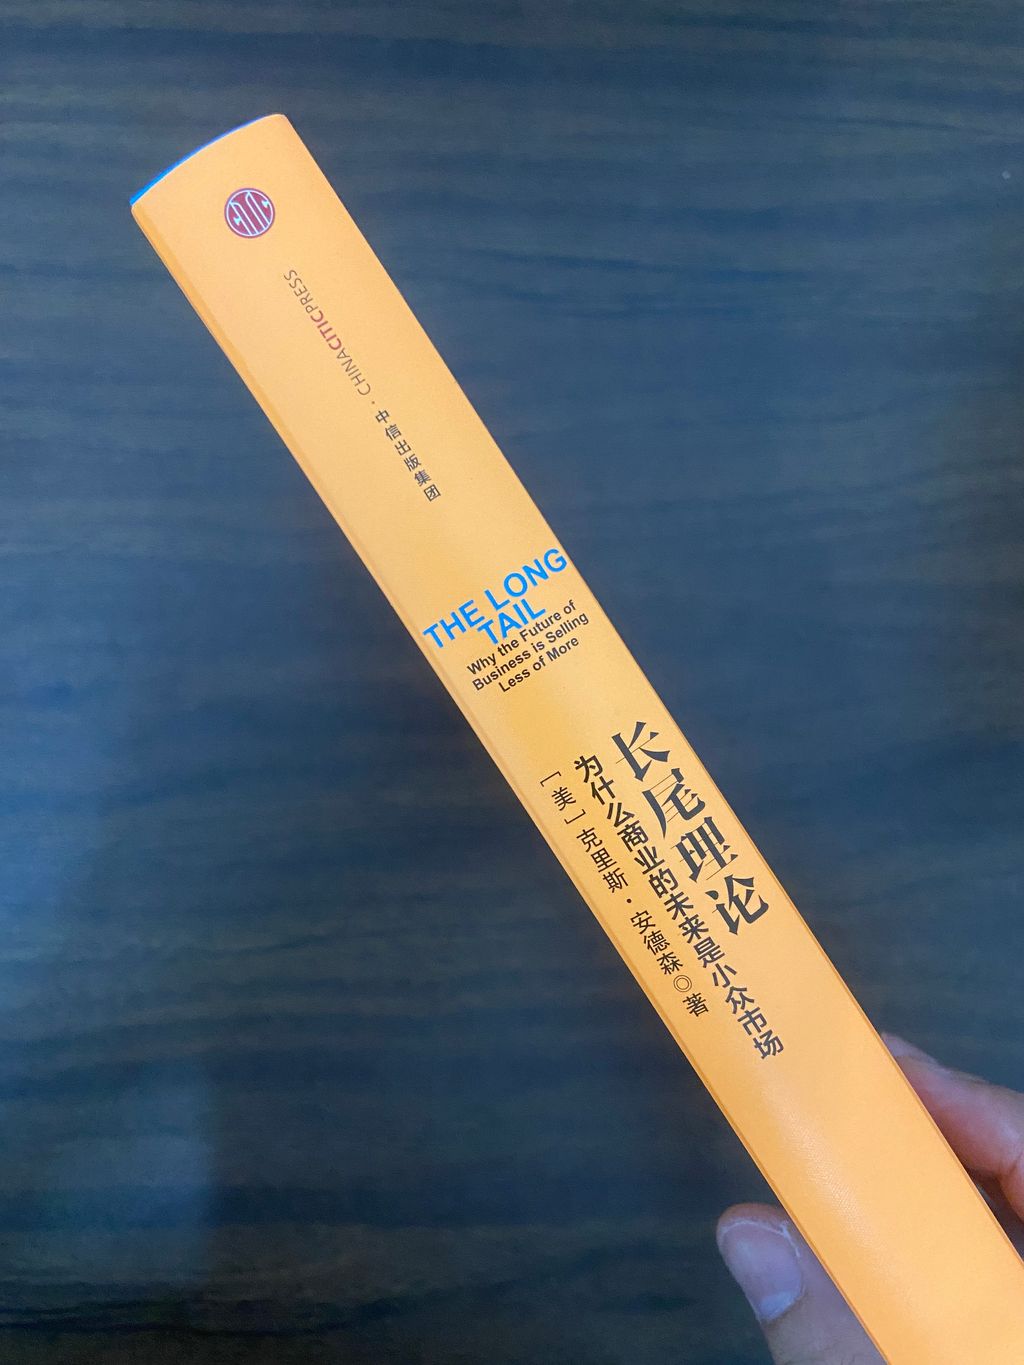 CHINACITICPRESS
·中信出版集团
THE LONG
TAIL
Why the Future of
Business is Selling
Less of More
长尾理论
为什么商业的未来是小众市场
［美］克里斯·安德森◎著